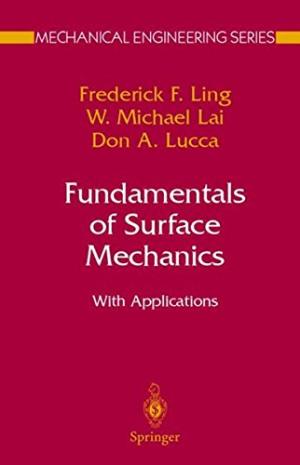 MECHANICAL ENGINEERING SERIES
Frederick F. Ling
W. Michael Lai
Don A. Lucca
Fundamentals
of Surface
Mechanics
With Applications
Springer